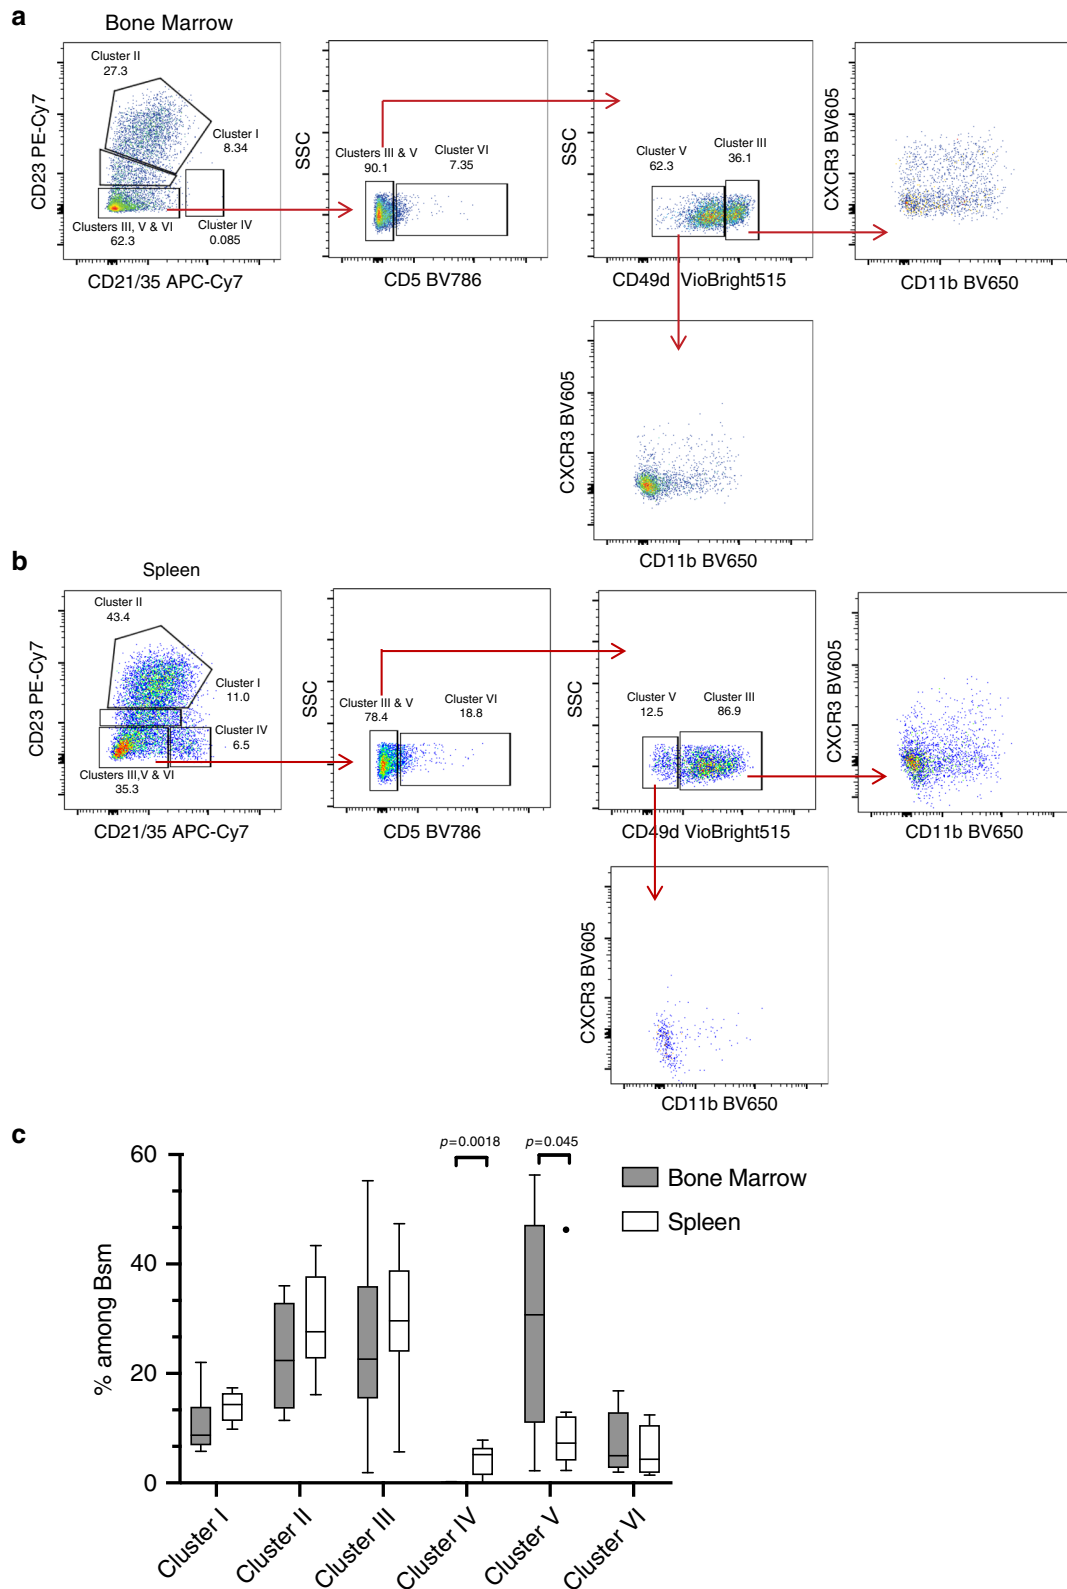 a
Bone Marrow
Cluster II
27.3
Cluster I
8.34
Clusters III, V & VI
62.3
Cluster IV
0.085
CD23 PE-Cy7
CD21/35 APC-Cy7
Clusters III & V
90.1
Cluster VI
7.35
SSC
CD5 BV786
Cluster V
62.3
Cluster III
36.1
SSC
CD49d VioBright515
CXCR3 BV605
CD11b BV650
CXCR3 BV605
CD11b BV650
b
Spleen
Cluster II
43.4
Cluster I
11.0
Cluster IV
6.5
Clusters III,V & VI
35.3
CD23 PE-Cy7
CD21/35 APC-Cy7
Cluster III & V
78.4
Cluster VI
18.8
SSC
CD5 BV786
Cluster V
12.5
Cluster III
86.9
SSC
CD49d VioBright515
CXCR3 BV605
CD11b BV650
CXCR3 BV605
CD11b BV650
c
p=0.0018
p=0.045
Bone Marrow
Spleen
% among Bsm
60
40
20
0
Cluster I
Cluster II
Cluster III
Cluster IV
Cluster V
Cluster VI